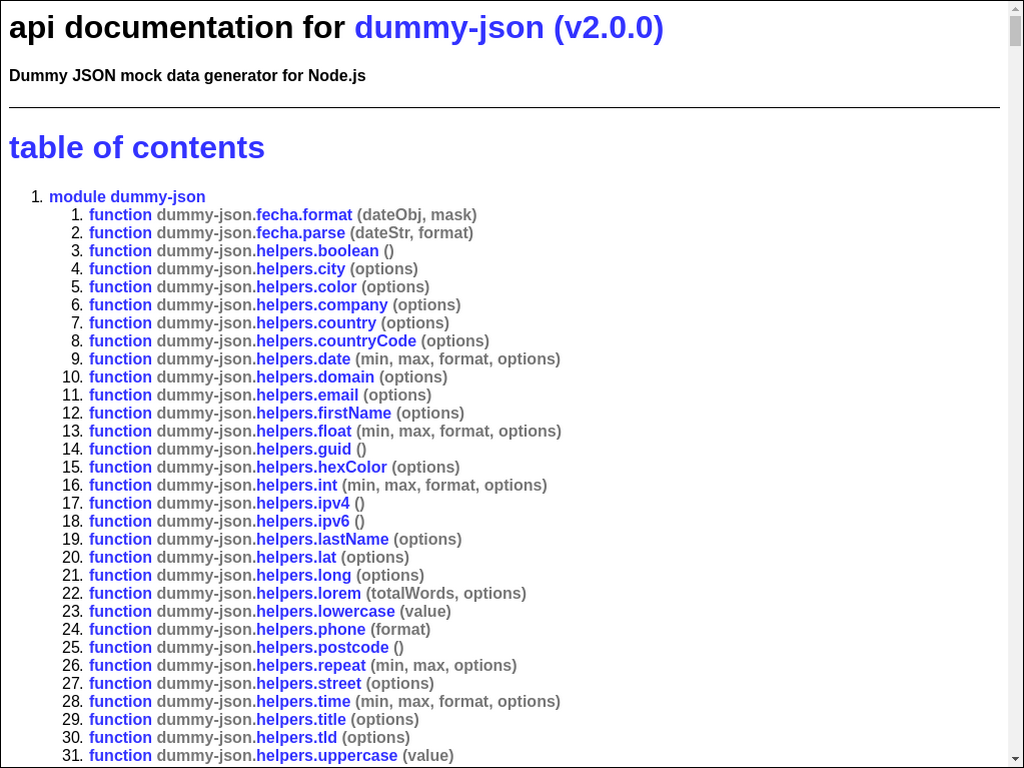 api documentation for dummy-json (v2.0.0)
Dummy JSON mock data generator for Node.js
table of contents
1. module dummy-json
1. function dummy-json.fecha.format (dateObj, mask)
2. function dummy-json.fecha.parse (dateStr, format)
3. function dummy-json.helpers.boolean ()
4. function dummy-json.helpers.city (options)
5. function dummy-json.helpers.color (options)
6. function dummy-json.helpers.company (options)
7. function dummy-json.helpers.country (options)
8. function dummy-json.helpers.countryCode (options)
9. function dummy-json.helpers.date (min, max, format, options)
10. function dummy-json.helpers.domain (options)
11. function dummy-json.helpers.email (options)
12. function dummy-json.helpers.firstName (options)
13. function dummy-json.helpers.float (min, max, format, options)
14. function dummy-json.helpers.guid ()
15. function dummy-json.helpers.hexColor (options)
16. function dummy-json.helpers.int (min, max, format, options)
17. function dummy-json.helpers.ipv4 ()
18. function dummy-json.helpers.ipv6 ()
19. function dummy-json.helpers.lastName (options)
20. function dummy-json.helpers.lat (options)
21. function dummy-json.helpers.long (options)
22. function dummy-json.helpers.lorem (totalWords, options)
23. function dummy-json.helpers.lowercase (value)
24. function dummy-json.helpers.phone (format)
25. function dummy-json.helpers.postcode ()
26. function dummy-json.helpers.repeat (min, max, options)
27. function dummy-json.helpers.street (options)
28. function dummy-json.helpers.time (min, max, format, options)
29. function dummy-json.helpers.title (options)
30. function dummy-json.helpers.tld (options)
31. function dummy-json.helpers.uppercase (value)